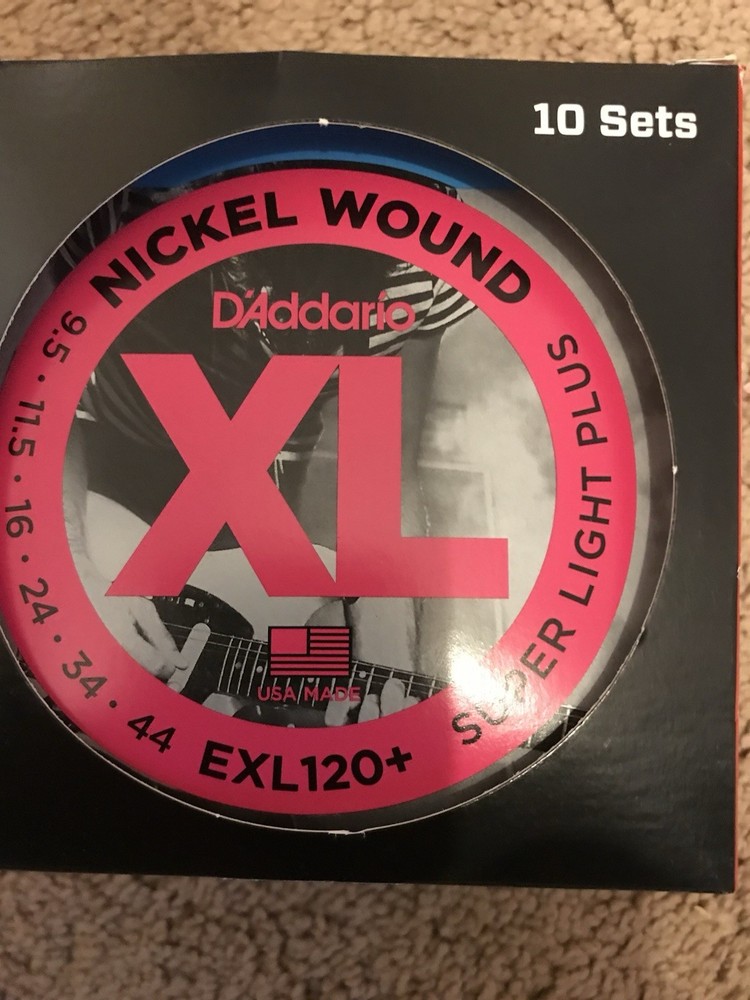 10 Sets
NICKEL WOUND
D'Addario
XL
USA MADE
SUPER LIGHT PLUS
9.5 • 11.5 • 16 • 24 • 34 • 44
EXL120+